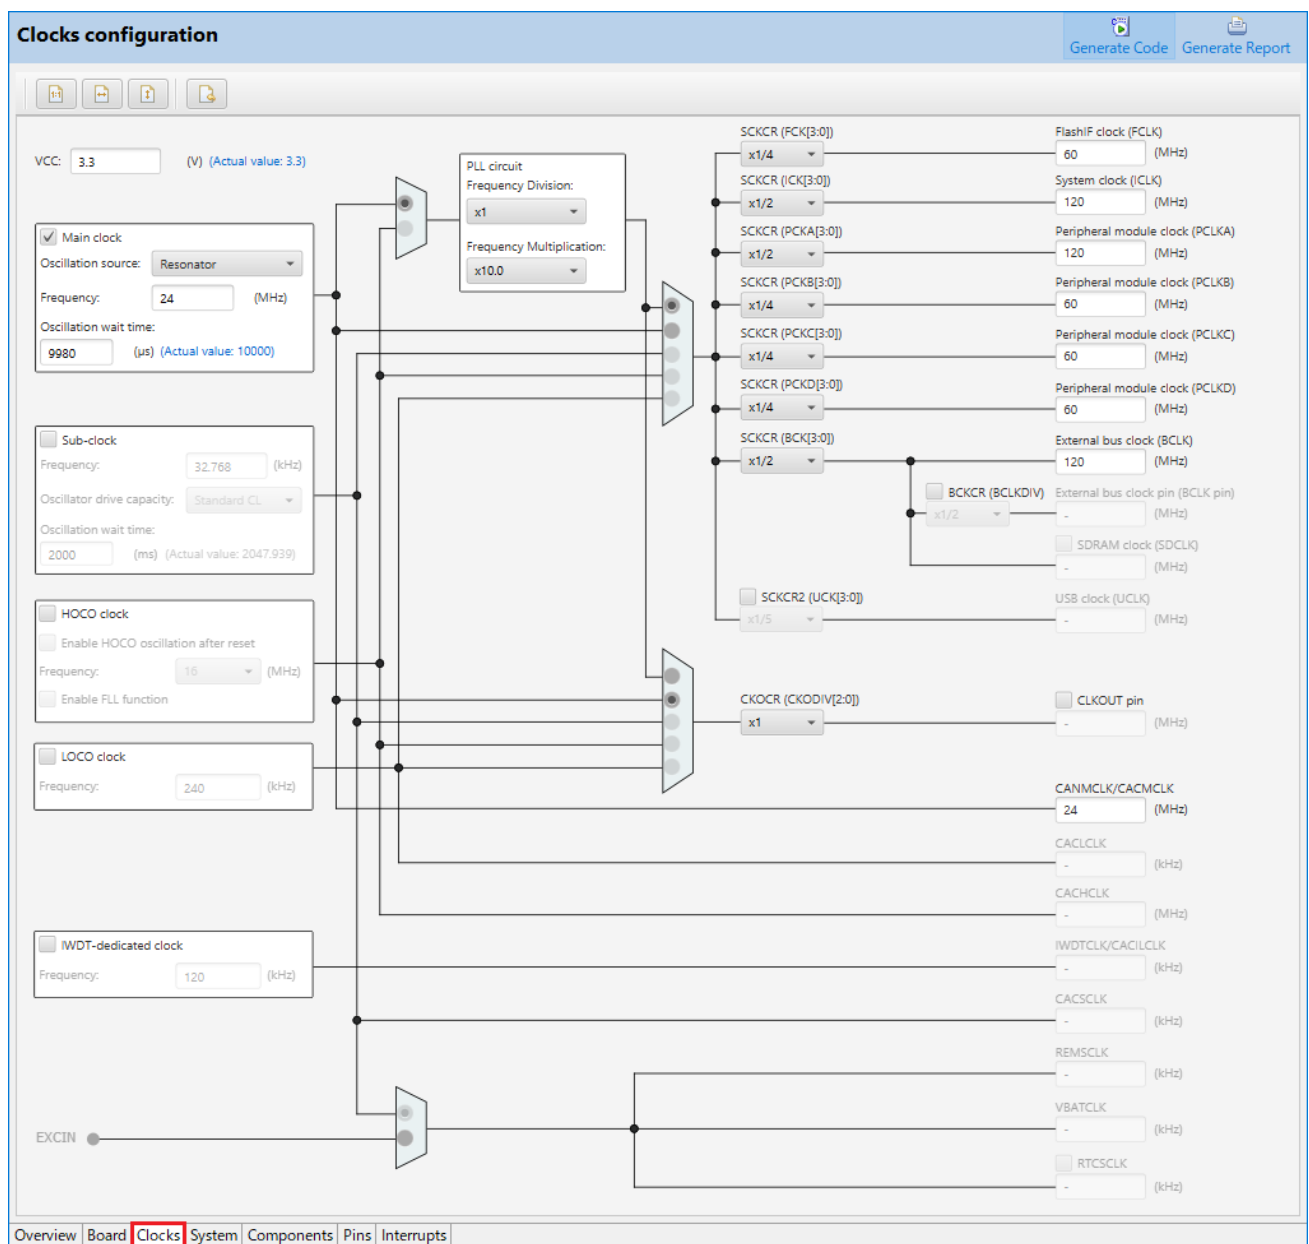 Clocks configuration
Generate Code Generate Report
1:1
VCC: 3.3 (V) (Actual value: 3.3)
Main clock
Oscillation source: Resonator
Frequency: 24 (MHz)
Oscillation wait time:
9980 (µs) (Actual value: 10000)
Sub-clock
Frequency: 32.768 (kHz)
Oscillator drive capacity: Standard CL
Oscillation wait time:
2000 (ms) (Actual value: 2047.939)
HOCO clock
Enable HOCO oscillation after reset
Frequency: 16 (MHz)
Enable FLL function
LOCO clock
Frequency: 240 (kHz)
IWDT-dedicated clock
Frequency: 120 (kHz)
EXCIN
PLL circuit
Frequency Division:
x1
Frequency Multiplication:
x10.0
SCKCR (FCK[3:0])
x1/4
SCKCR (ICK[3:0])
x1/2
SCKCR (PCKA[3:0])
x1/2
SCKCR (PCKB[3:0])
x1/4
SCKCR (PCKC[3:0])
x1/4
SCKCR (PCKD[3:0])
x1/4
SCKCR (BCK[3:0])
x1/2
BCKCR (BCLKDIV)
x1/2
SCKCR2 (UCK[3:0])
x1/5
CKOCR (CKODIV[2:0])
x1
FlashIF clock (FCLK)
60 (MHz)
System clock (ICLK)
120 (MHz)
Peripheral module clock (PCLKA)
120 (MHz)
Peripheral module clock (PCLKB)
60 (MHz)
Peripheral module clock (PCLKC)
60 (MHz)
Peripheral module clock (PCLKD)
60 (MHz)
External bus clock (BCLK)
120 (MHz)
External bus clock pin (BCLK pin)
- (MHz)
SDRAM clock (SDCLK)
- (MHz)
USB clock (UCLK)
- (MHz)
CLKOUT pin
- (MHz)
CANMCLK/CACMCLK
24 (MHz)
CACLCLK
- (kHz)
CACHCLK
- (MHz)
IWDTCLK/CACILCLK
- (kHz)
CACSCLK
- (kHz)
REMSCLK
- (kHz)
VBATCLK
- (kHz)
RTCSCLK
- (kHz)
Overview Board Clocks System Components Pins Interrupts